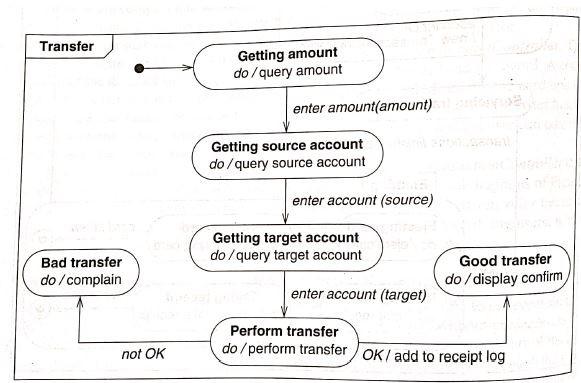 Transfer
Getting amount
do / query amount
enter amount(amount)
Getting source account
do / query source account
enter account (source)
Getting target account
do / query target account
Bad transfer
do / complain
Good transfer
do / display confirm
enter account (target)
Perform transfer
do / perform transfer
not OK
OK / add to receipt log